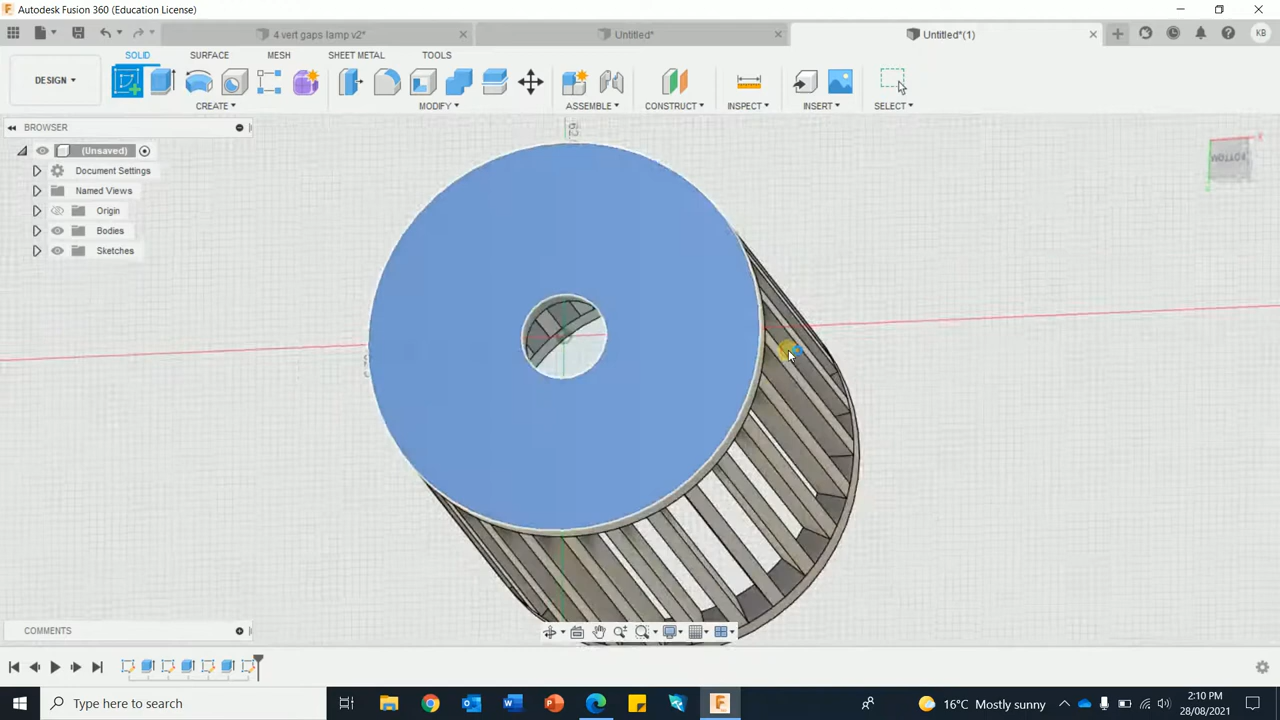 Autodesk Fusion 360 (Education License)
4 vert gaps lamp v2*
Untitled*
Untitled*(1)
KB
DESIGN
SOLID
SURFACE
MESH
SHEET METAL
TOOLS
CREATE
MODIFY
ASSEMBLE
CONSTRUCT
INSPECT
INSERT
SELECT
BROWSER
(Unsaved)
Document Settings
Named Views
Origin
Bodies
Sketches
BOTTOM
COMMENTS
Type here to search
16°C Mostly sunny
2:10 PM
28/08/2021